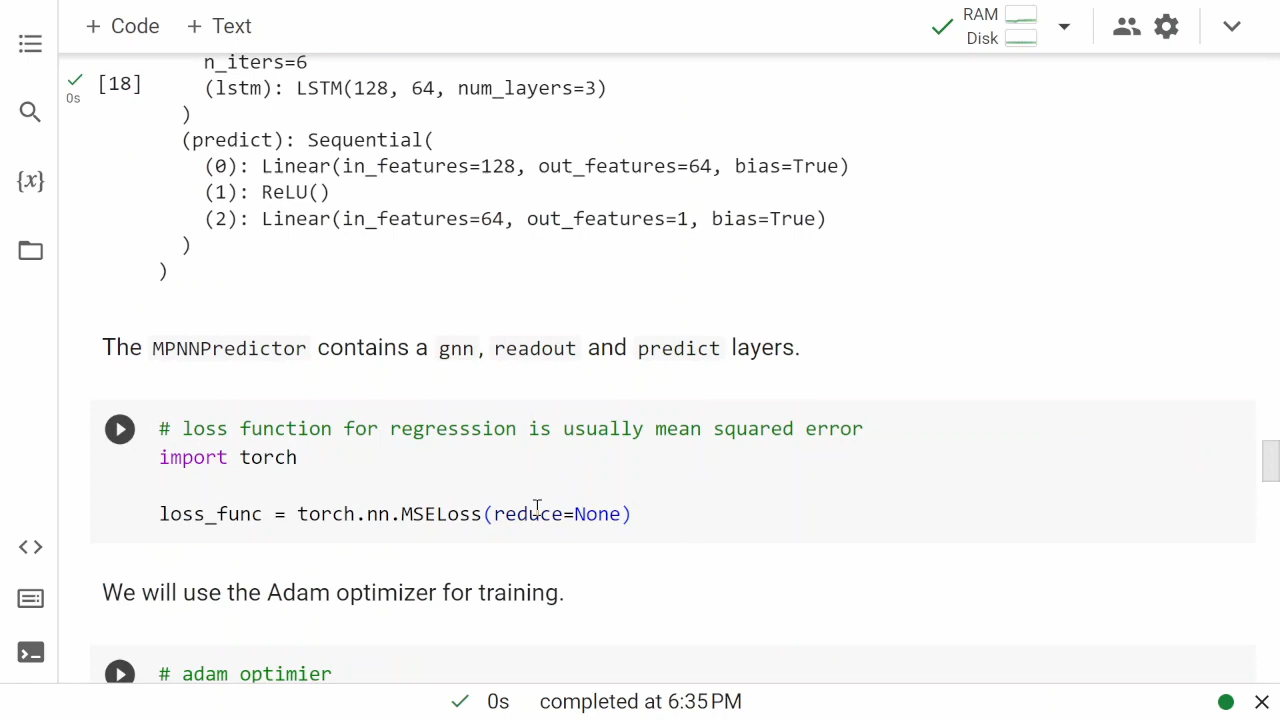 + Code + Text
RAM
Disk
n_iters=6
[18]
0s
(lstm): LSTM(128, 64, num_layers=3)
)
(predict): Sequential(
(0): Linear(in_features=128, out_features=64, bias=True)
(1): ReLU()
(2): Linear(in_features=64, out_features=1, bias=True)
)
)
{x}
The MPNNPredictor contains a gnn, readout and predict layers.
# loss function for regresssion is usually mean squared error
import torch
loss_func = torch.nn.MSELoss(reduce=None)
We will use the Adam optimizer for training.
# adam optimier
0s completed at 6:35 PM